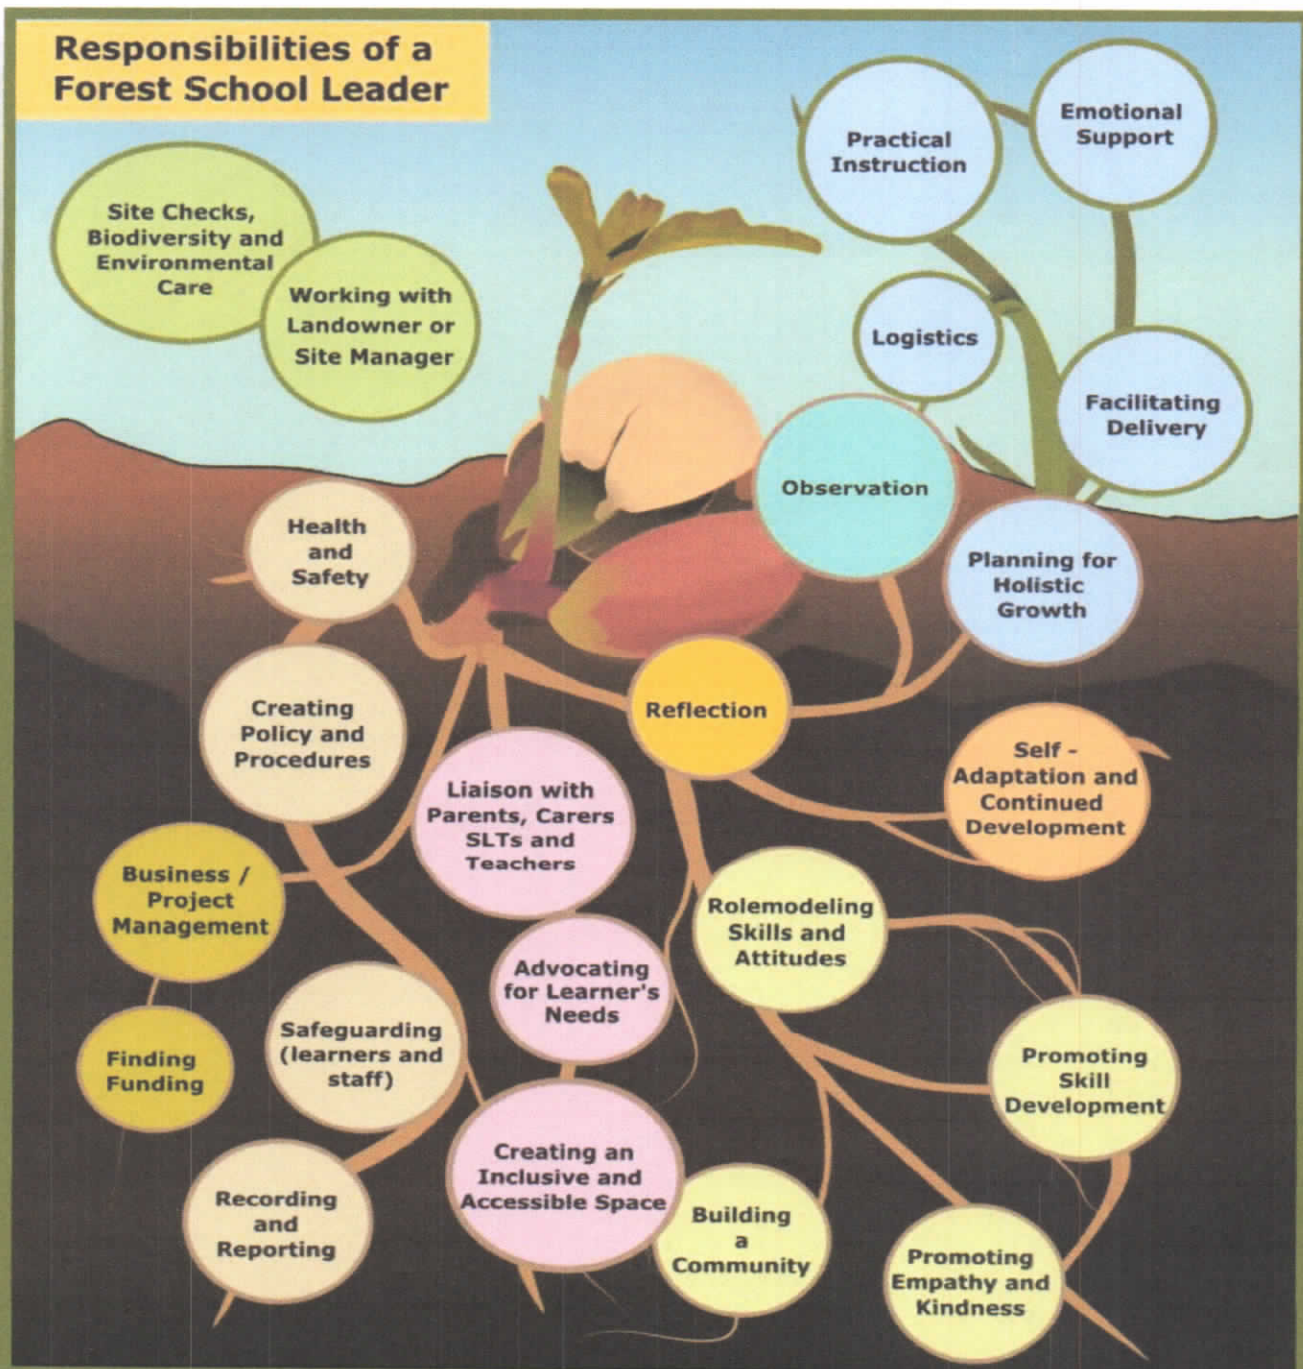 Responsibilities of a
Forest School Leader
Site Checks,
Biodiversity and
Environmental
Care
Working with
Landowner or
Site Manager
Practical
Instruction
Emotional
Support
Logistics
Facilitating
Delivery
Observation
Planning for
Holistic
Growth
Health
and
Safety
Creating
Policy and
Procedures
Reflection
Liaison with
Parents, Carers
SLTs and
Teachers
Self -
Adaptation and
Continued
Development
Business /
Project
Management
Rolemodeling
Skills and
Attitudes
Advocating
for Learner's
Needs
Finding
Funding
Safeguarding
(learners and
staff)
Promoting
Skill
Development
Creating an
Inclusive and
Accessible Space
Recording
and
Reporting
Building
a
Community
Promoting
Empathy and
Kindness